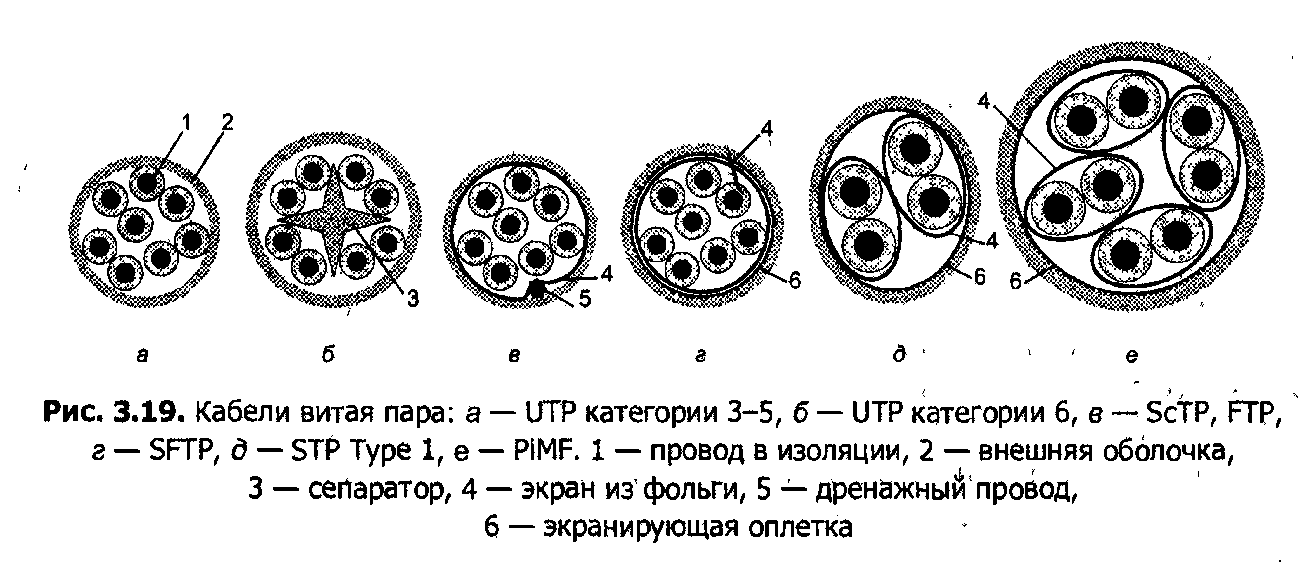 1 2 4 4
4 3 4 5 6 6 4 6
а б в г д е
Рис. 3.19. Кабели витая пара: а — UTP категории 3–5, б — UTP категории 6, в — ScTP, FTP,
г — SFTP, д — STP Type 1, е — PiMF. 1 — провод в изоляции, 2 — внешняя оболочка,
3 — сепаратор, 4 — экран из фольги, 5 — дренажный провод,
6 — экранирующая оплетка